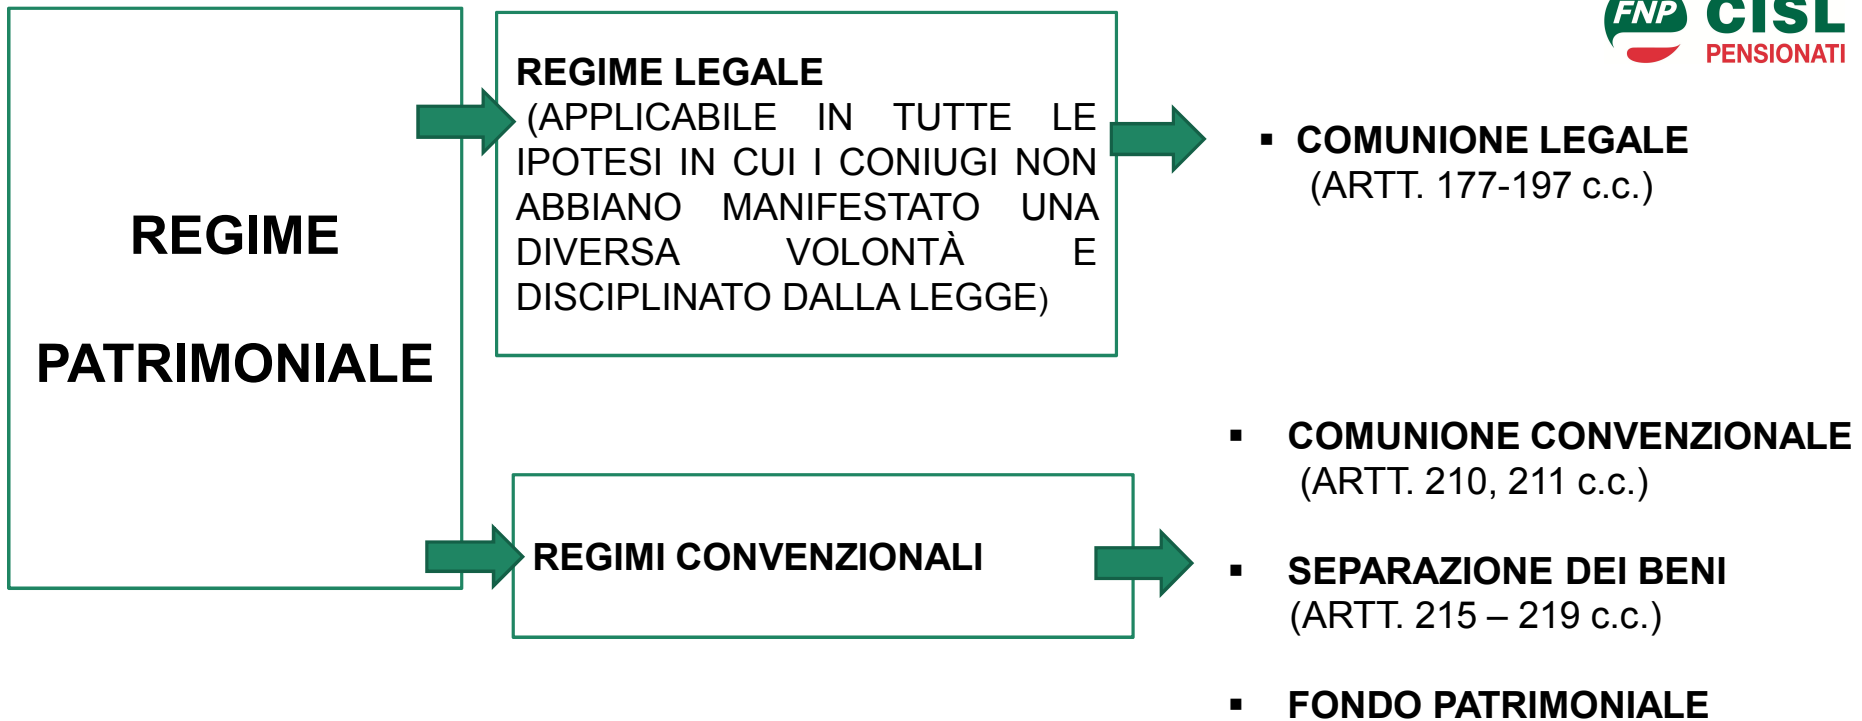 FNP CISL
PENSIONATI
REGIME
PATRIMONIALE
REGIME LEGALE
(APPLICABILE IN TUTTE LE
IPOTESI IN CUI I CONIUGI NON
ABBIANO MANIFESTATO UNA
DIVERSA VOLONTÀ E
DISCIPLINATO DALLA LEGGE)
▪ COMUNIONE LEGALE
(ARTT. 177-197 c.c.)
REGIMI CONVENZIONALI
▪ COMUNIONE CONVENZIONALE
(ARTT. 210, 211 c.c.)
▪ SEPARAZIONE DEI BENI
(ARTT. 215 – 219 c.c.)
▪ FONDO PATRIMONIALE